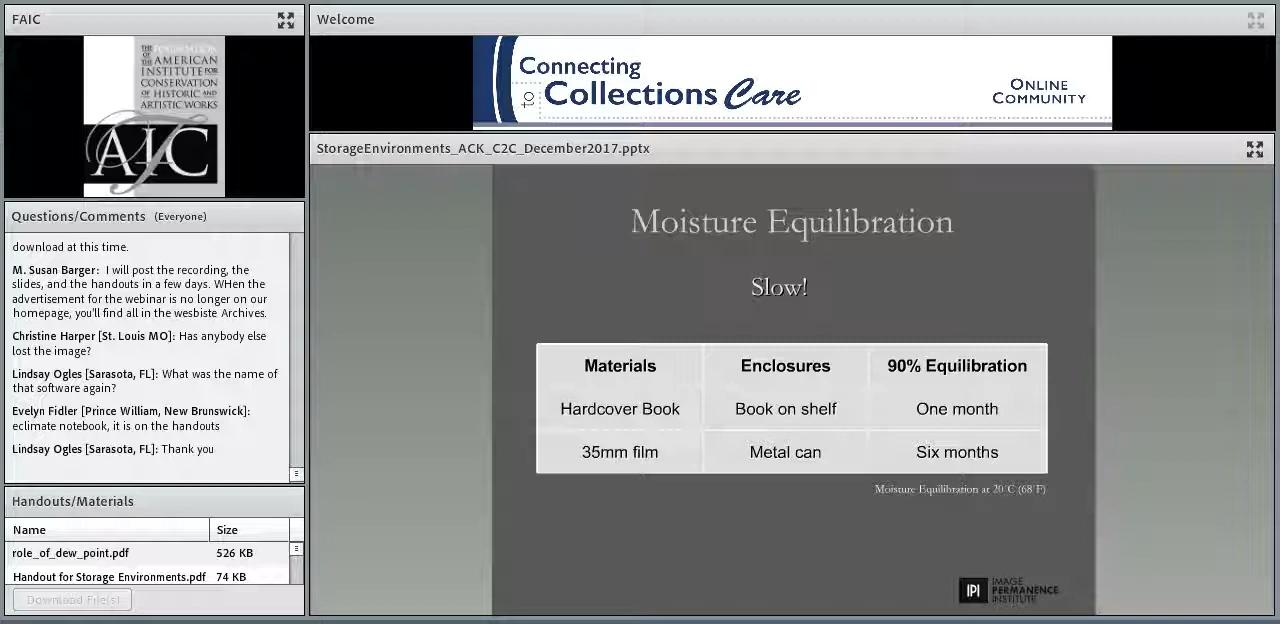 FAIC
THE FOUNDATION
OF THE AMERICAN
INSTITUTE FOR
CONSERVATION
OF HISTORIC AND
ARTISTIC WORKS
AIC
Questions/Comments (Everyone)
download at this time.
M. Susan Barger: I will post the recording, the
slides, and the handouts in a few days. WHen the
advertisement for the webinar is no longer on our
homepage, you'll find all in the wesbiste Archives.
Christine Harper [St. Louis MO]: Has anybody else
lost the image?
Lindsay Ogles [Sarasota, FL]: What was the name of
that software again?
Evelyn Fidler [Prince William, New Brunswick]:
eclimate notebook, it is on the handouts
Lindsay Ogles [Sarasota, FL]: Thank you
Handouts/Materials
Name Size
role_of_dew_point.pdf 526 KB
Handout for Storage Environments.pdf 74 KB
Download File(s)
Welcome
Connecting
to Collections Care
ONLINE
COMMUNITY
StorageEnvironments_ACK_C2C_December2017.pptx
Moisture Equilibration
Slow!
Materials Enclosures 90% Equilibration
Hardcover Book Book on shelf One month
35mm film Metal can Six months
Moisture Equilibration at 20°C (68°F)
IPI IMAGE
PERMANENCE
INSTITUTE